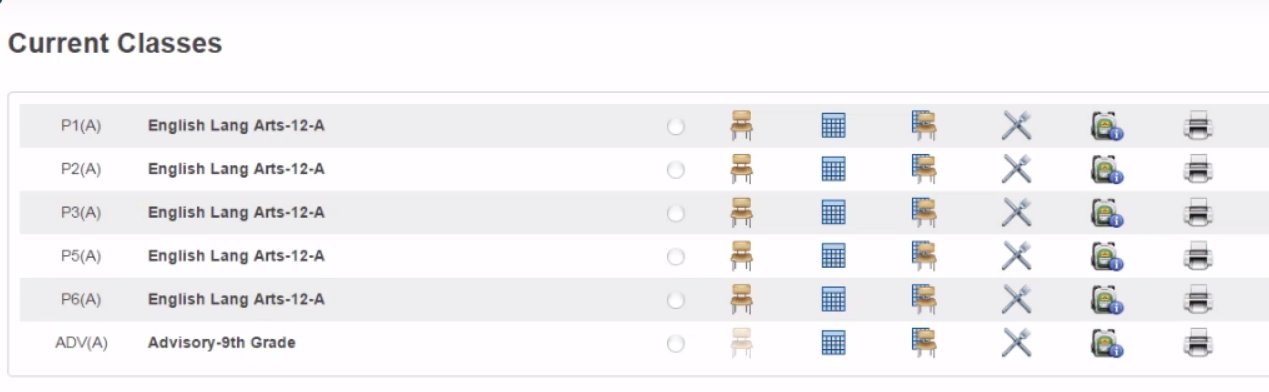 Current Classes
P1(A) English Lang Arts-12-A
P2(A) English Lang Arts-12-A
P3(A) English Lang Arts-12-A
P5(A) English Lang Arts-12-A
P6(A) English Lang Arts-12-A
ADV(A) Advisory-9th Grade